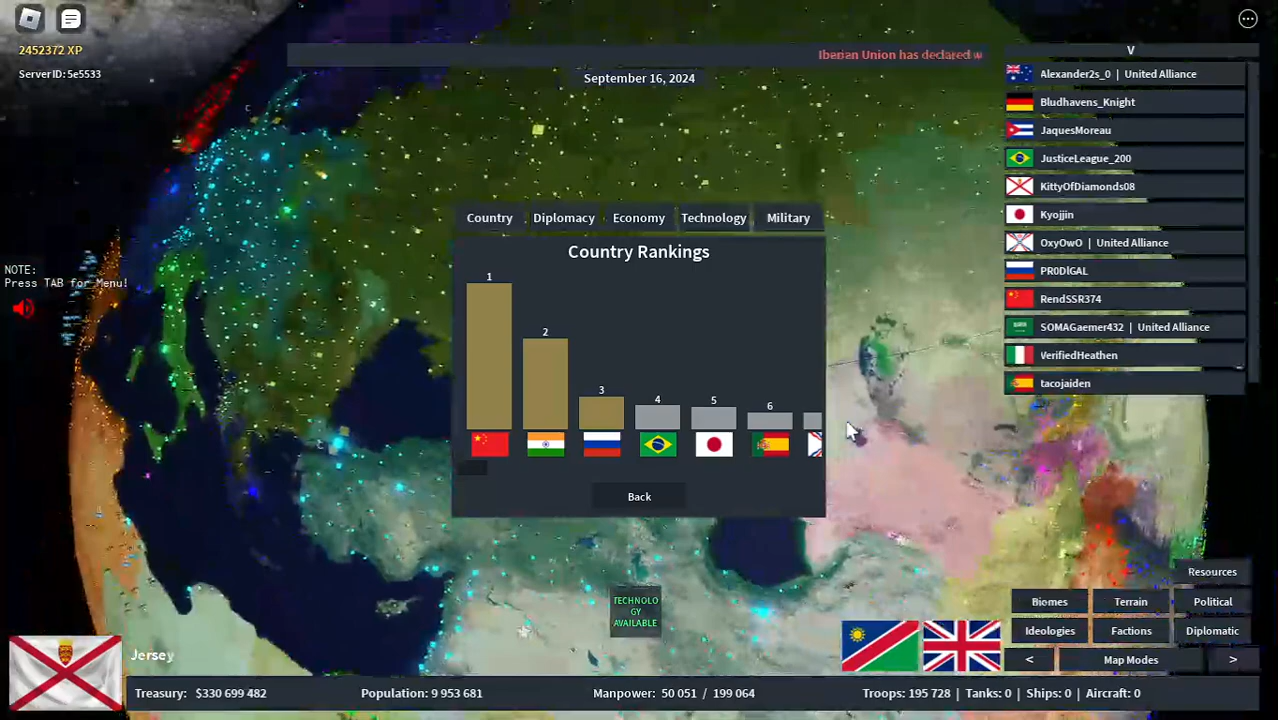 2452372 XP
Server ID: 5e5533
Iberian Union has declared w
September 16, 2024
V
Alexander2s_0 | United Alliance
Bludhavens_Knight
JaquesMoreau
JusticeLeague_200
KittyOfDiamonds08
Kyojjin
OxyOwO | United Alliance
PR0DlGAL
RendSSR374
SOMAGaemer432 | United Alliance
VerifiedHeathen
tacojaiden
NOTE:
Press TAB for Menu!
Country Diplomacy Economy Technology Military
Country Rankings
1
2
3
4
5
6
Back
TECHNOLO
GY
AVAILABLE
Resources
Biomes Terrain Political
Ideologies Factions Diplomatic
< Map Modes >
Jersey
Treasury: $330 699 482 Population: 9 953 681 Manpower: 50 051 / 199 064 Troops: 195 728 | Tanks: 0 | Ships: 0 | Aircraft: 0